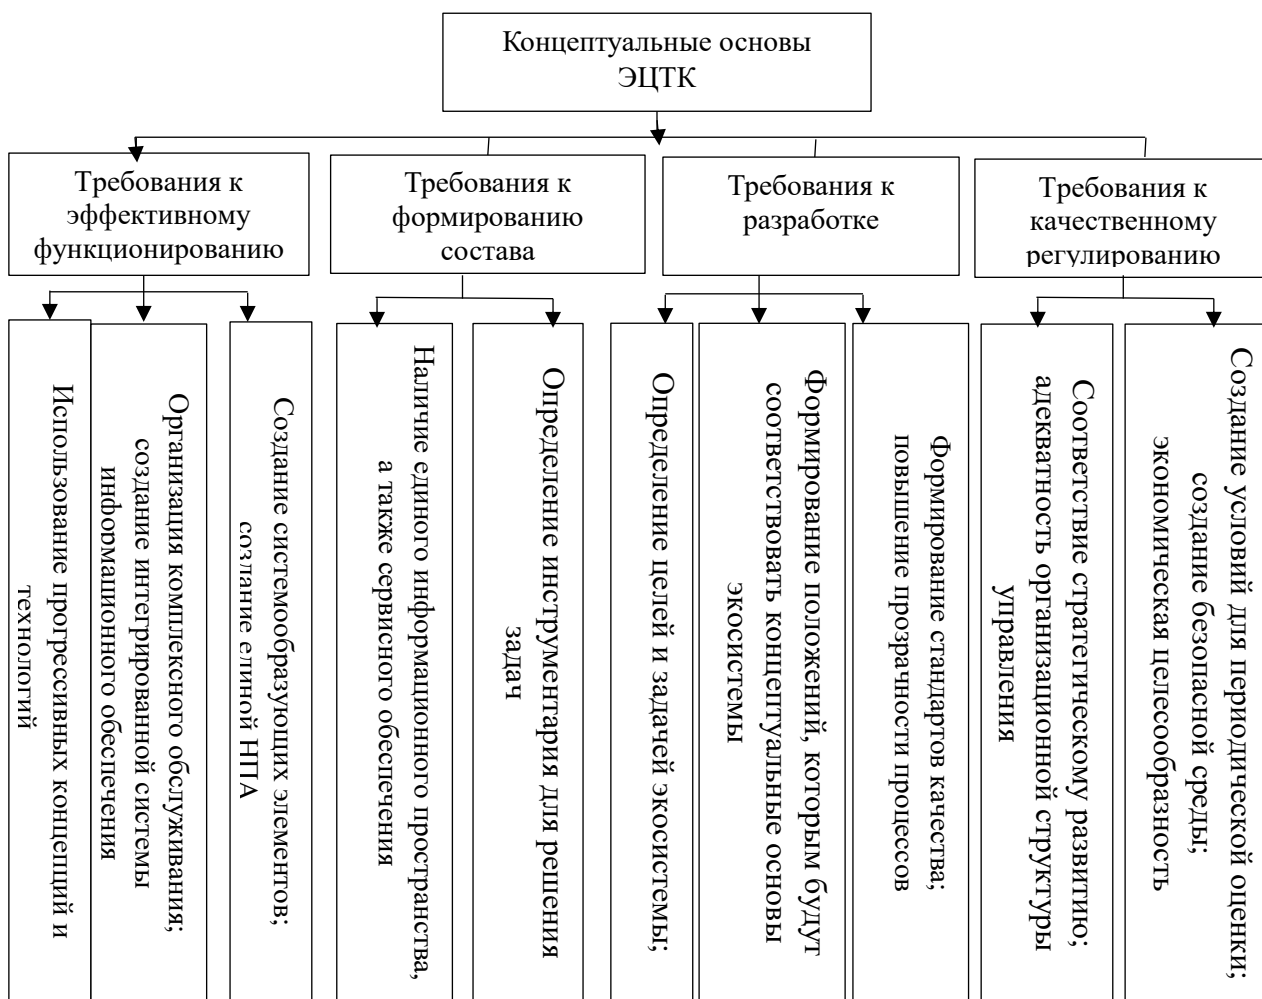 Концептуальные основы
ЭЦТК
Требования к
эффективному
функционированию
Требования к
формированию
состава
Требования к
разработке
Требования к
качественному
регулированию
Использование прогрессивных концепций и
технологий
Организация комплексного обслуживания;
создание интегрированной системы
информационного обеспечения
Создание системообразующих элементов;
создание единой НПА
Наличие единого информационного пространства,
а также сервисного обеспечения
Определение инструментария для решения
задач
Определение целей и задачей экосистемы;
Формирование положений, которым будут
соответствовать концептуальные основы
экосистемы
Формирование стандартов качества;
повышение прозрачности процессов
Соответствие стратегическому развитию;
адекватность организационной структуры
управления
Создание условий для периодической оценки;
создание безопасной среды;
экономическая целесообразность